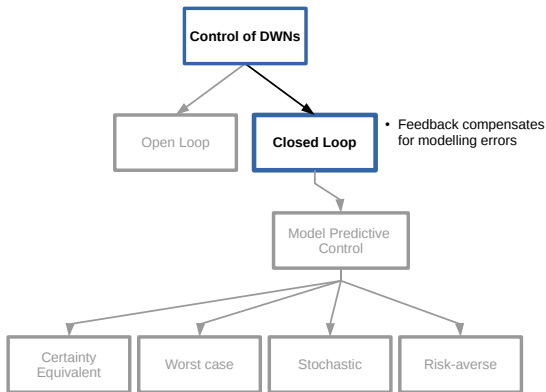 Control of DWNs
Open Loop
Closed Loop
• Feedback compensates
for modelling errors
Model Predictive
Control
Certainty
Equivalent
Worst case
Stochastic
Risk-averse